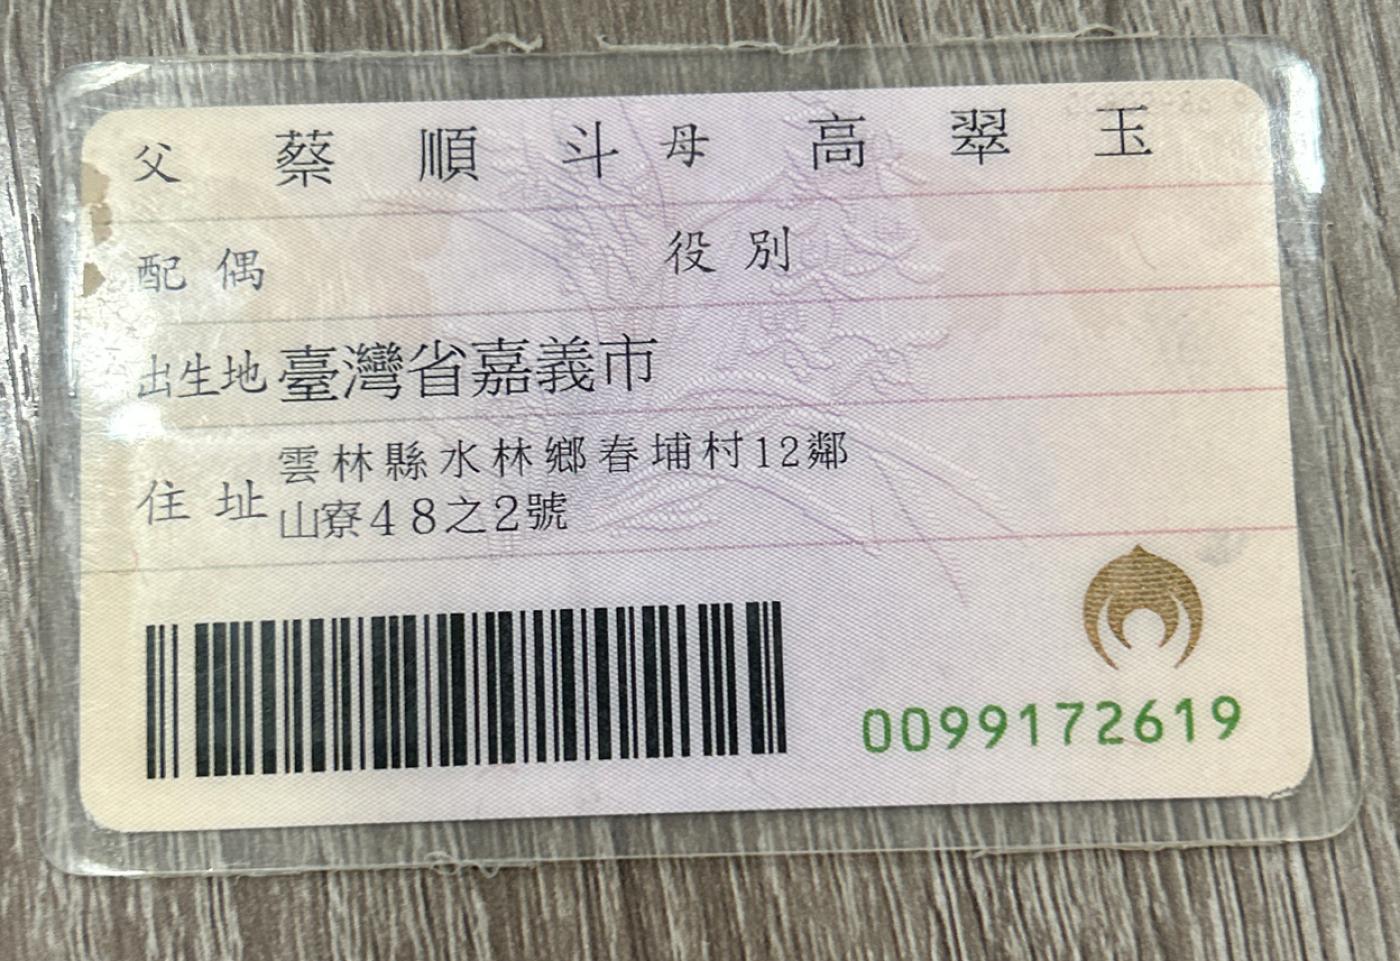 父 蔡順斗 母 高翠玉
配偶 役別
出生地 臺灣省嘉義市
住址 雲林縣水林鄉春埔村12鄰
山寮48之2號
0099172619